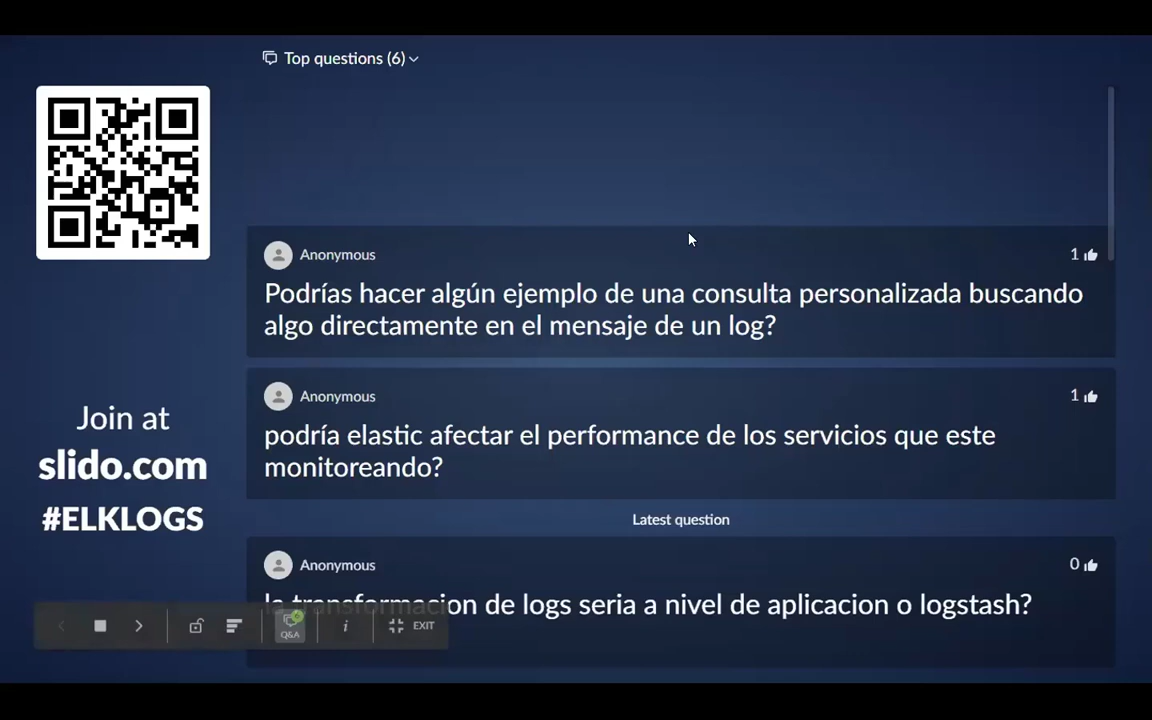 Top questions (6)
Anonymous
1
Podrías hacer algún ejemplo de una consulta personalizada buscando
algo directamente en el mensaje de un log?
Anonymous
1
podría elastic afectar el performance de los servicios que este
monitoreando?
Latest question
Anonymous
0
la transformacion de logs seria a nivel de aplicacion o logstash?
Join at
slido.com
#ELKLOGS
Q&A
i
EXIT